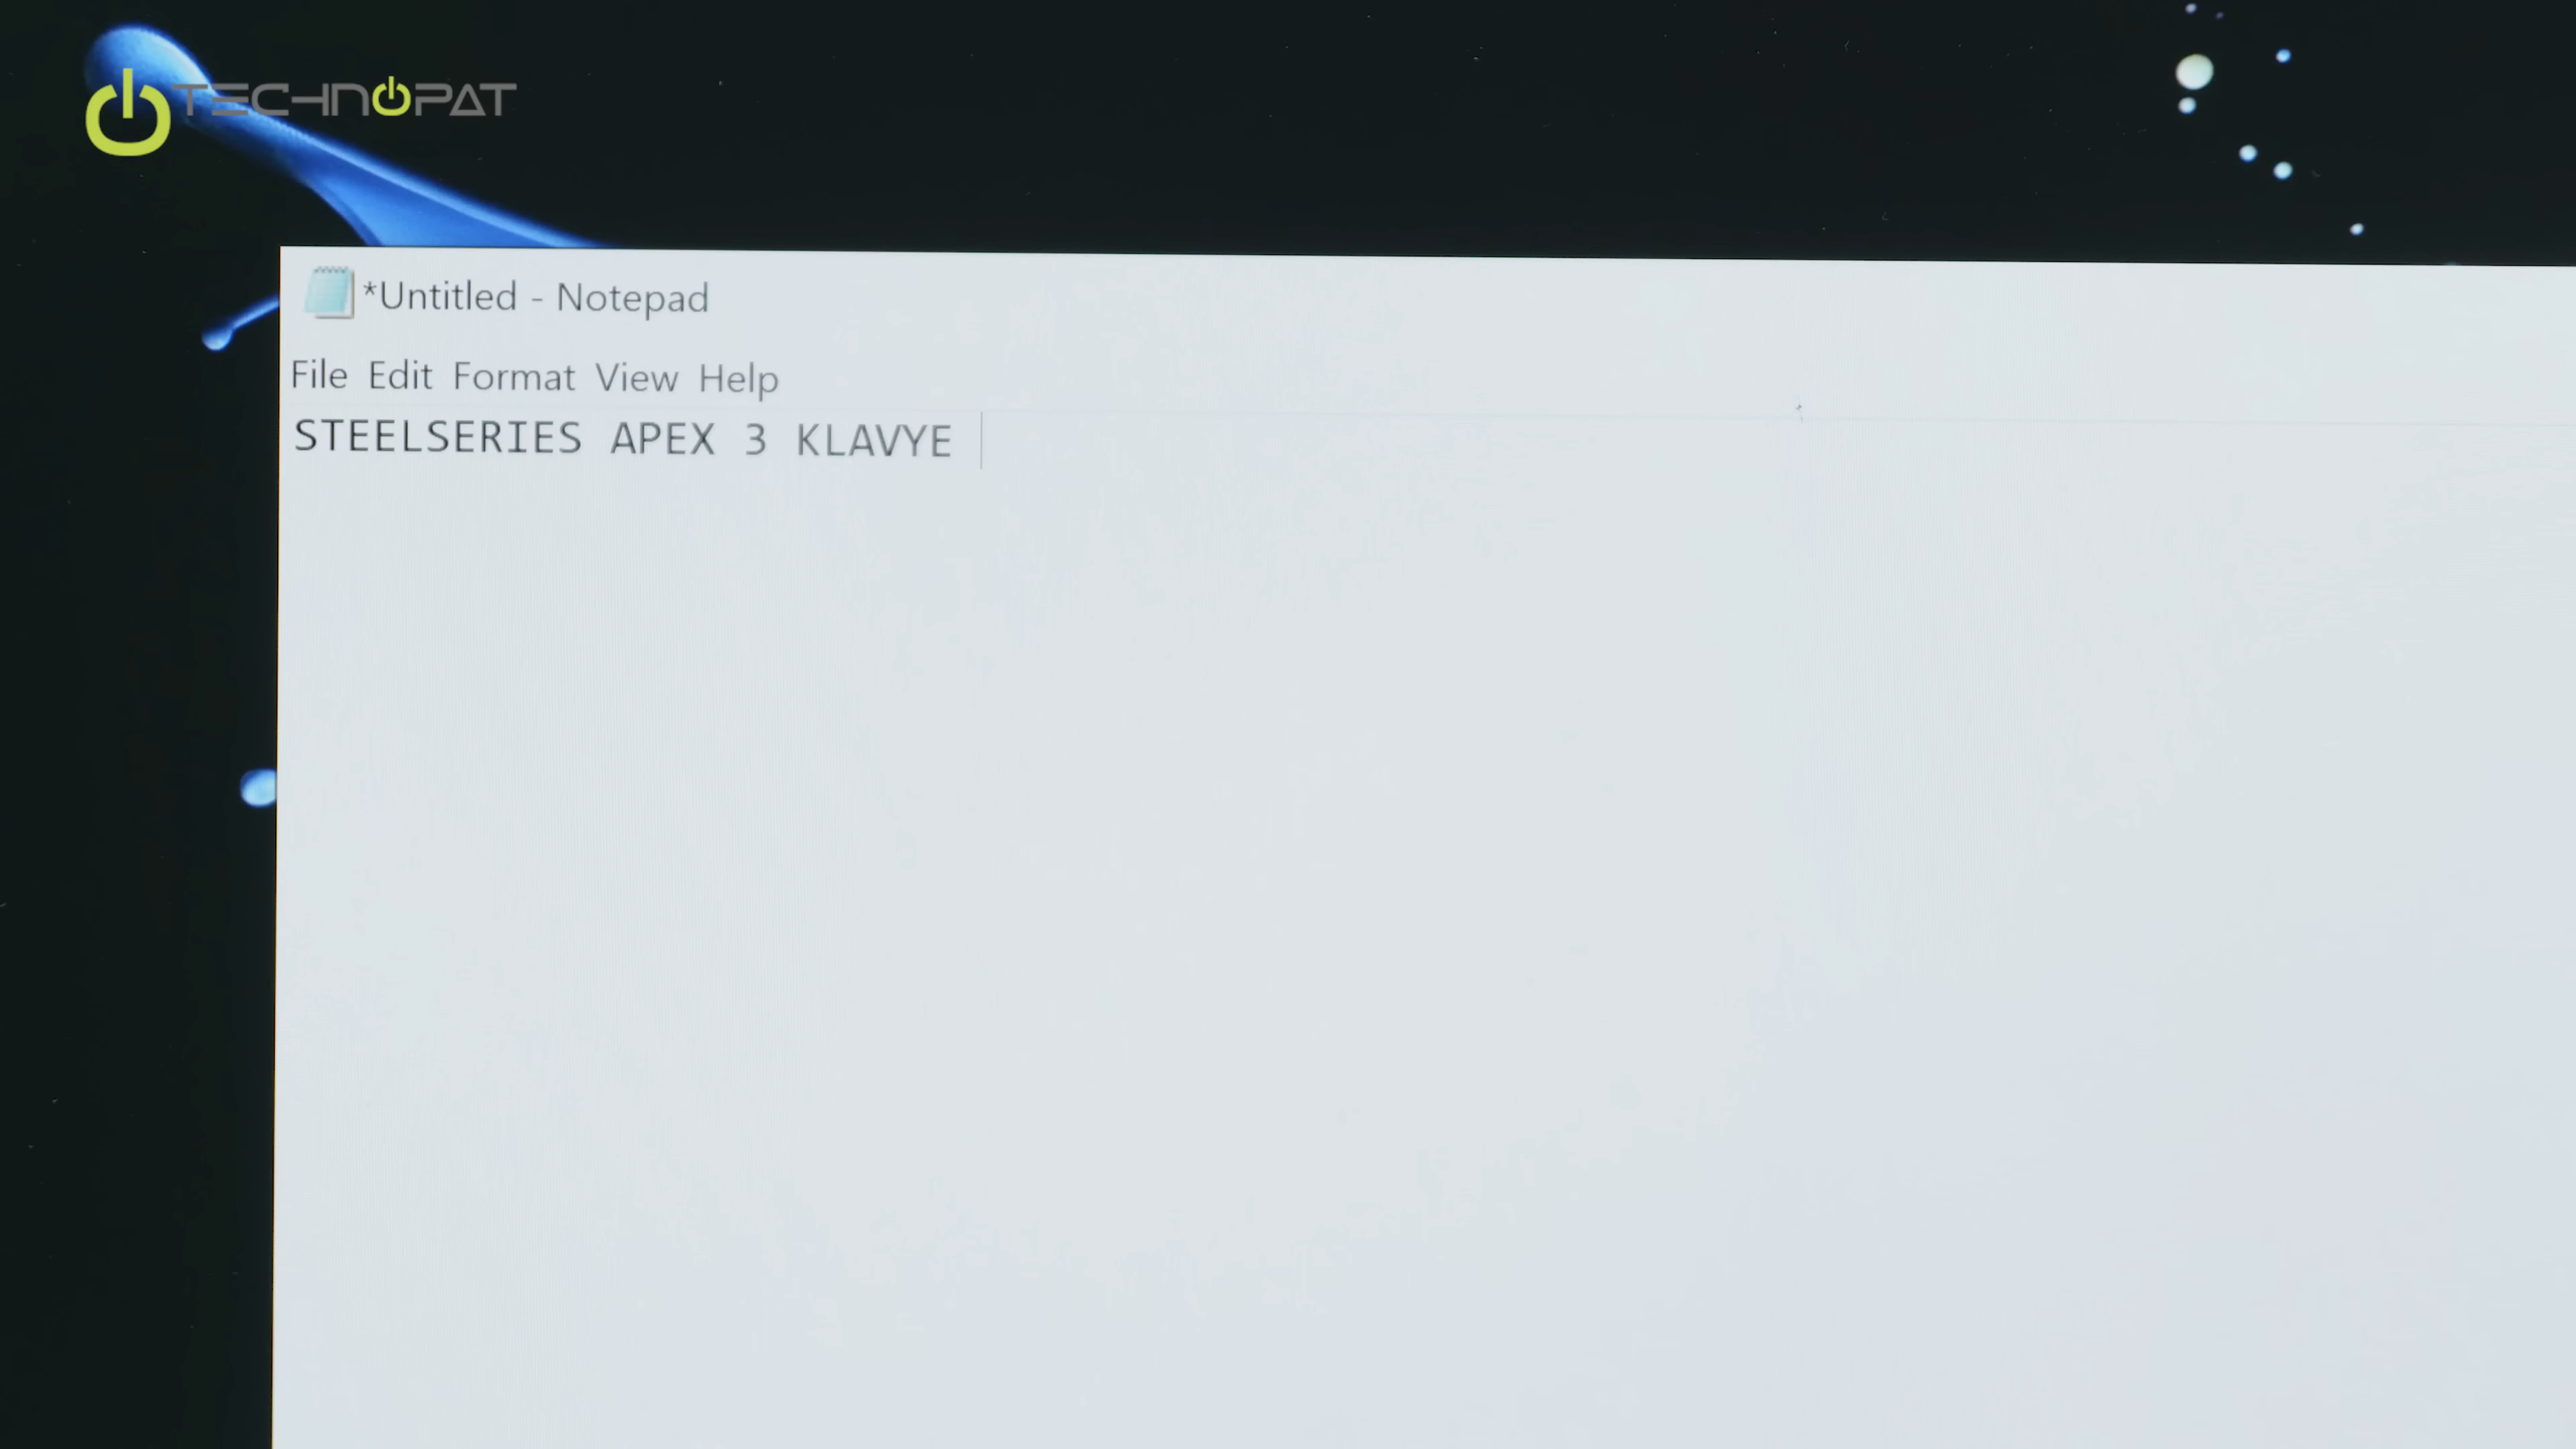 TECHNOPAT
*Untitled - Notepad
File Edit Format View Help
STEELSERIES APEX 3 KLAVYE